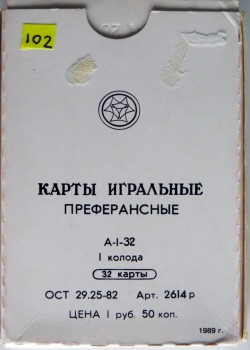 102
КАРТЫ ИГРАЛЬНЫЕ
ПРЕФЕРАНСНЫЕ
А-I-32
I колода
32 карты
ОСТ 29.25-82 Арт. 2614 р
ЦЕНА I руб. 50 коп.
1989 г.